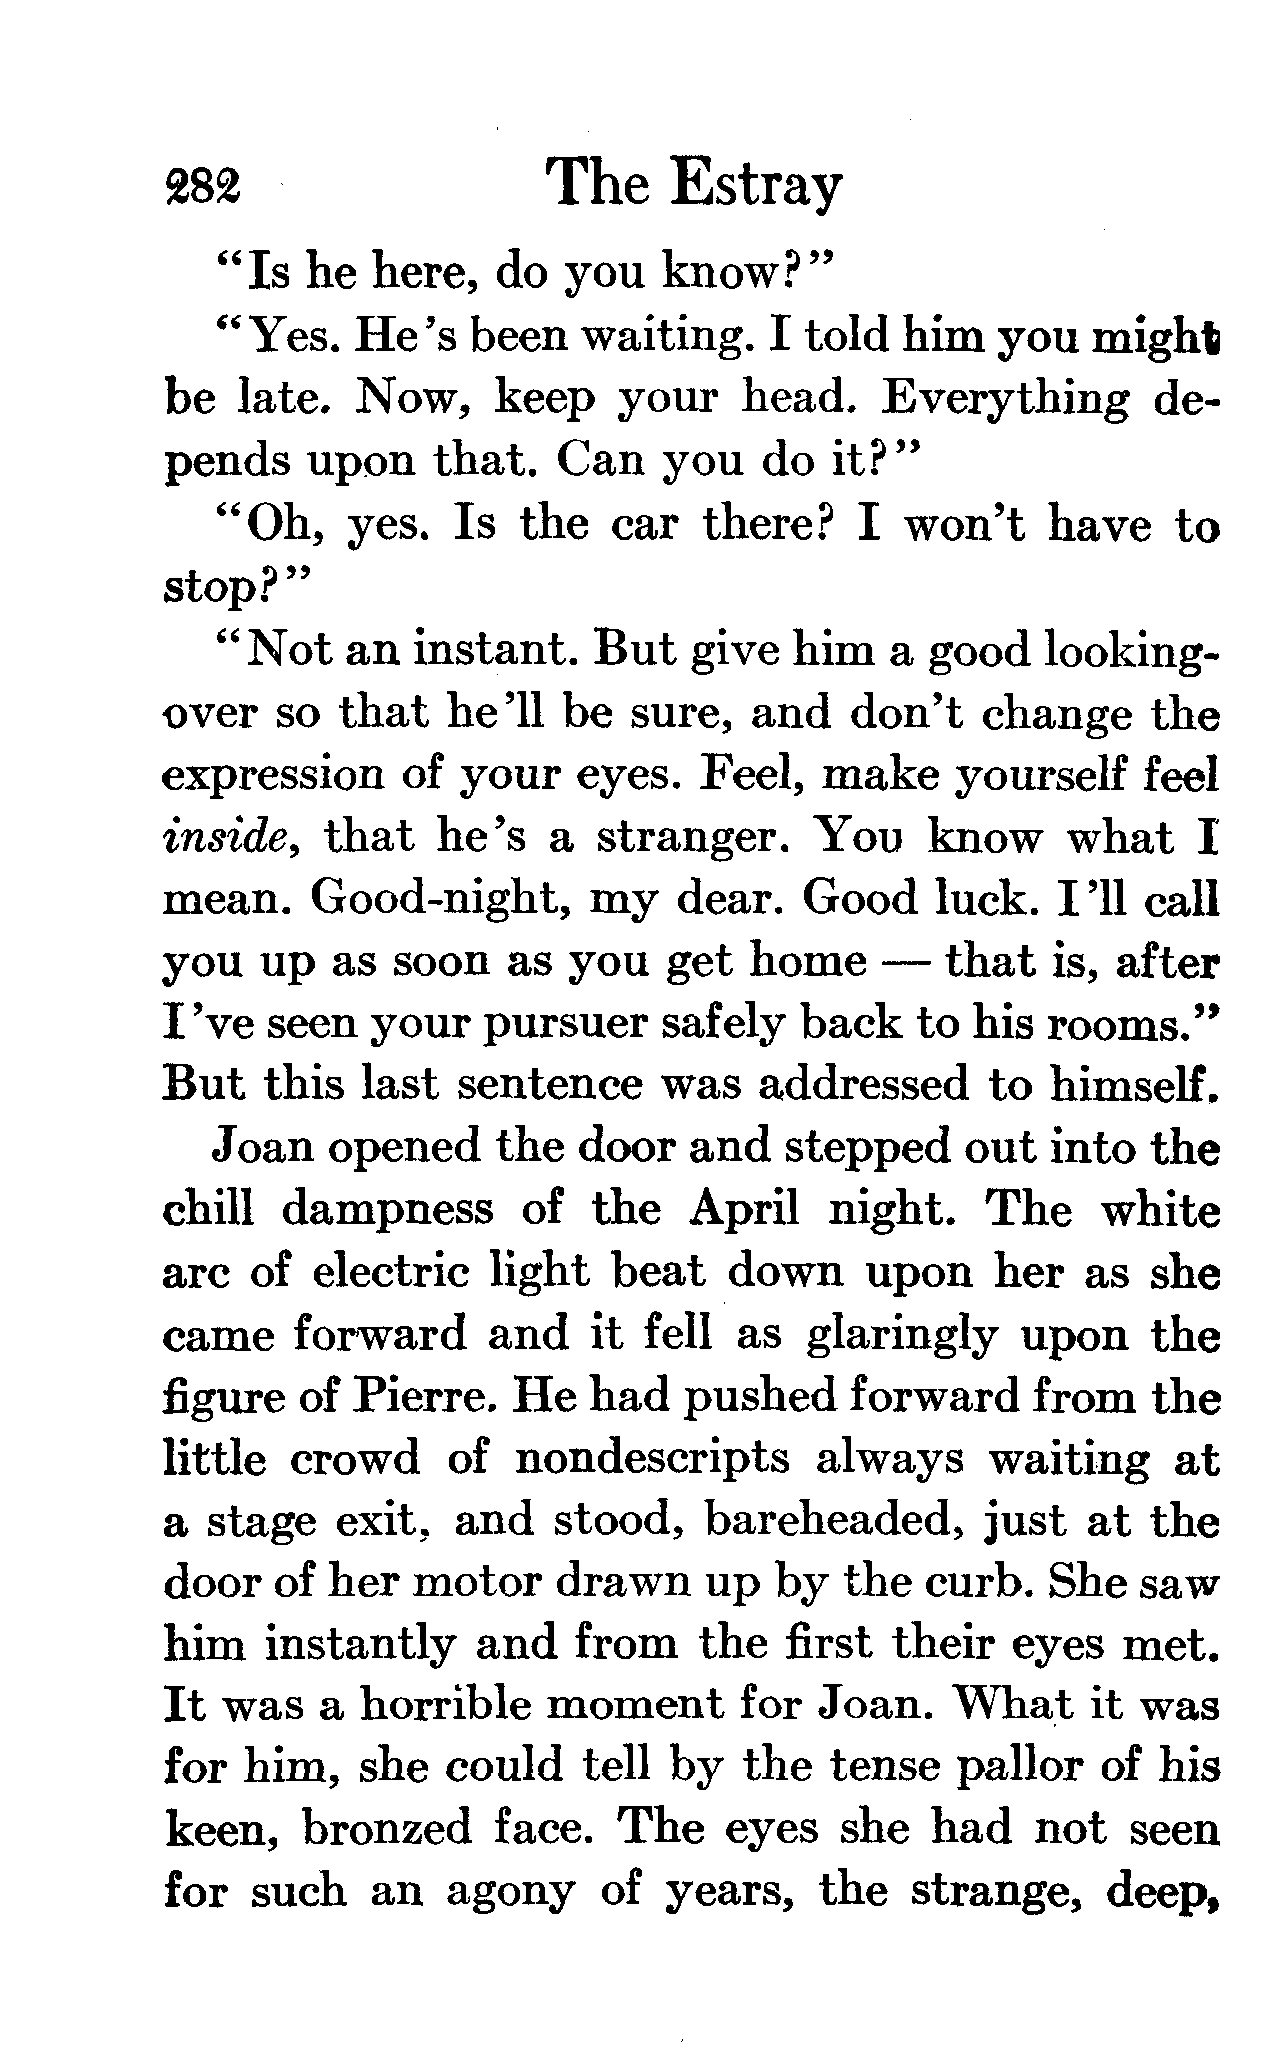 282 The Estray
“Is he here, do you know?”
“Yes. He's been waiting. I told him you might
be late. Now, keep your head. Everything de-
pends upon that. Can you do it?”
“Oh, yes. Is the car there? I won't have to
stop?”
“Not an instant. But give him a good looking-
over so that he'll be sure, and don't change the
expression of your eyes. Feel, make yourself feel
inside, that he's a stranger. You know what I
mean. Good-night, my dear. Good luck. I'll call
you up as soon as you get home — that is, after
I've seen your pursuer safely back to his rooms.”
But this last sentence was addressed to himself.
Joan opened the door and stepped out into the
chill dampness of the April night. The white
arc of electric light beat down upon her as she
came forward and it fell as glaringly upon the
figure of Pierre. He had pushed forward from the
little crowd of nondescripts always waiting at
a stage exit, and stood, bareheaded, just at the
door of her motor drawn up by the curb. She saw
him instantly and from the first their eyes met.
It was a horrible moment for Joan. What it was
for him, she could tell by the tense pallor of his
keen, bronzed face. The eyes she had not seen
for such an agony of years, the strange, deep,